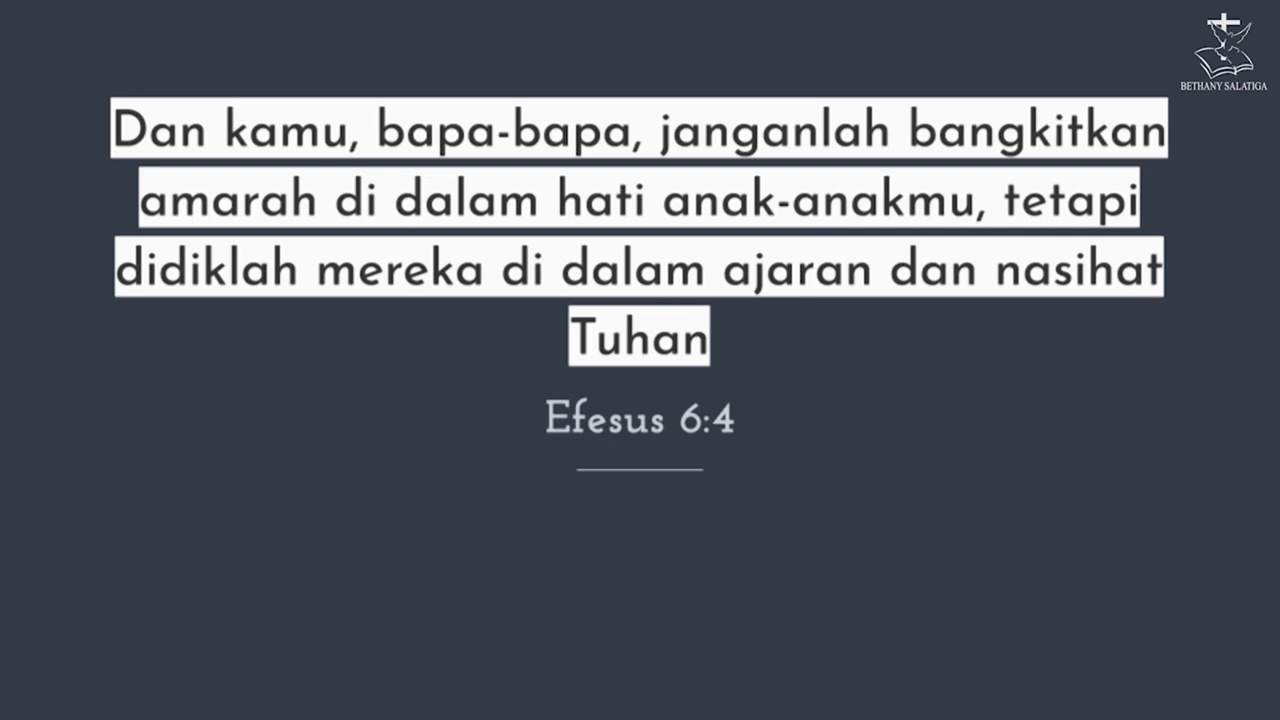 BETHANY SALATIGA
Dan kamu, bapa-bapa, janganlah bangkitkan
amarah di dalam hati anak-anakmu, tetapi
didiklah mereka di dalam ajaran dan nasihat
Tuhan
Efesus 6:4